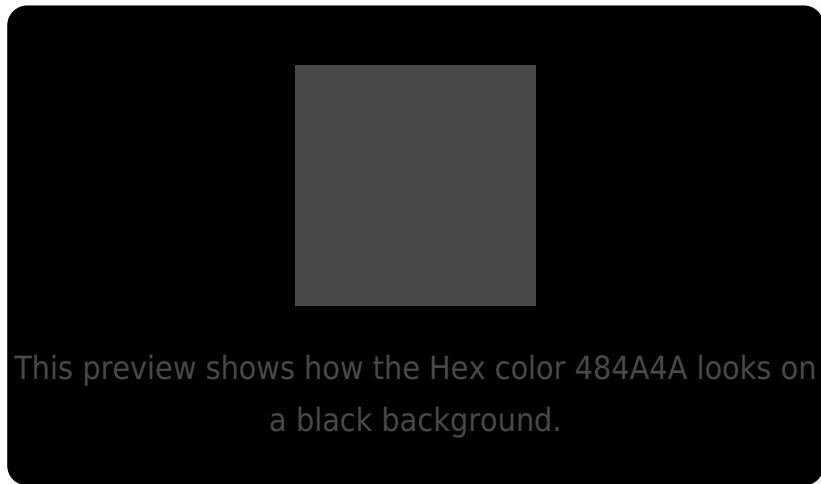 This preview shows how the Hex color 484A4A looks on
a black background.